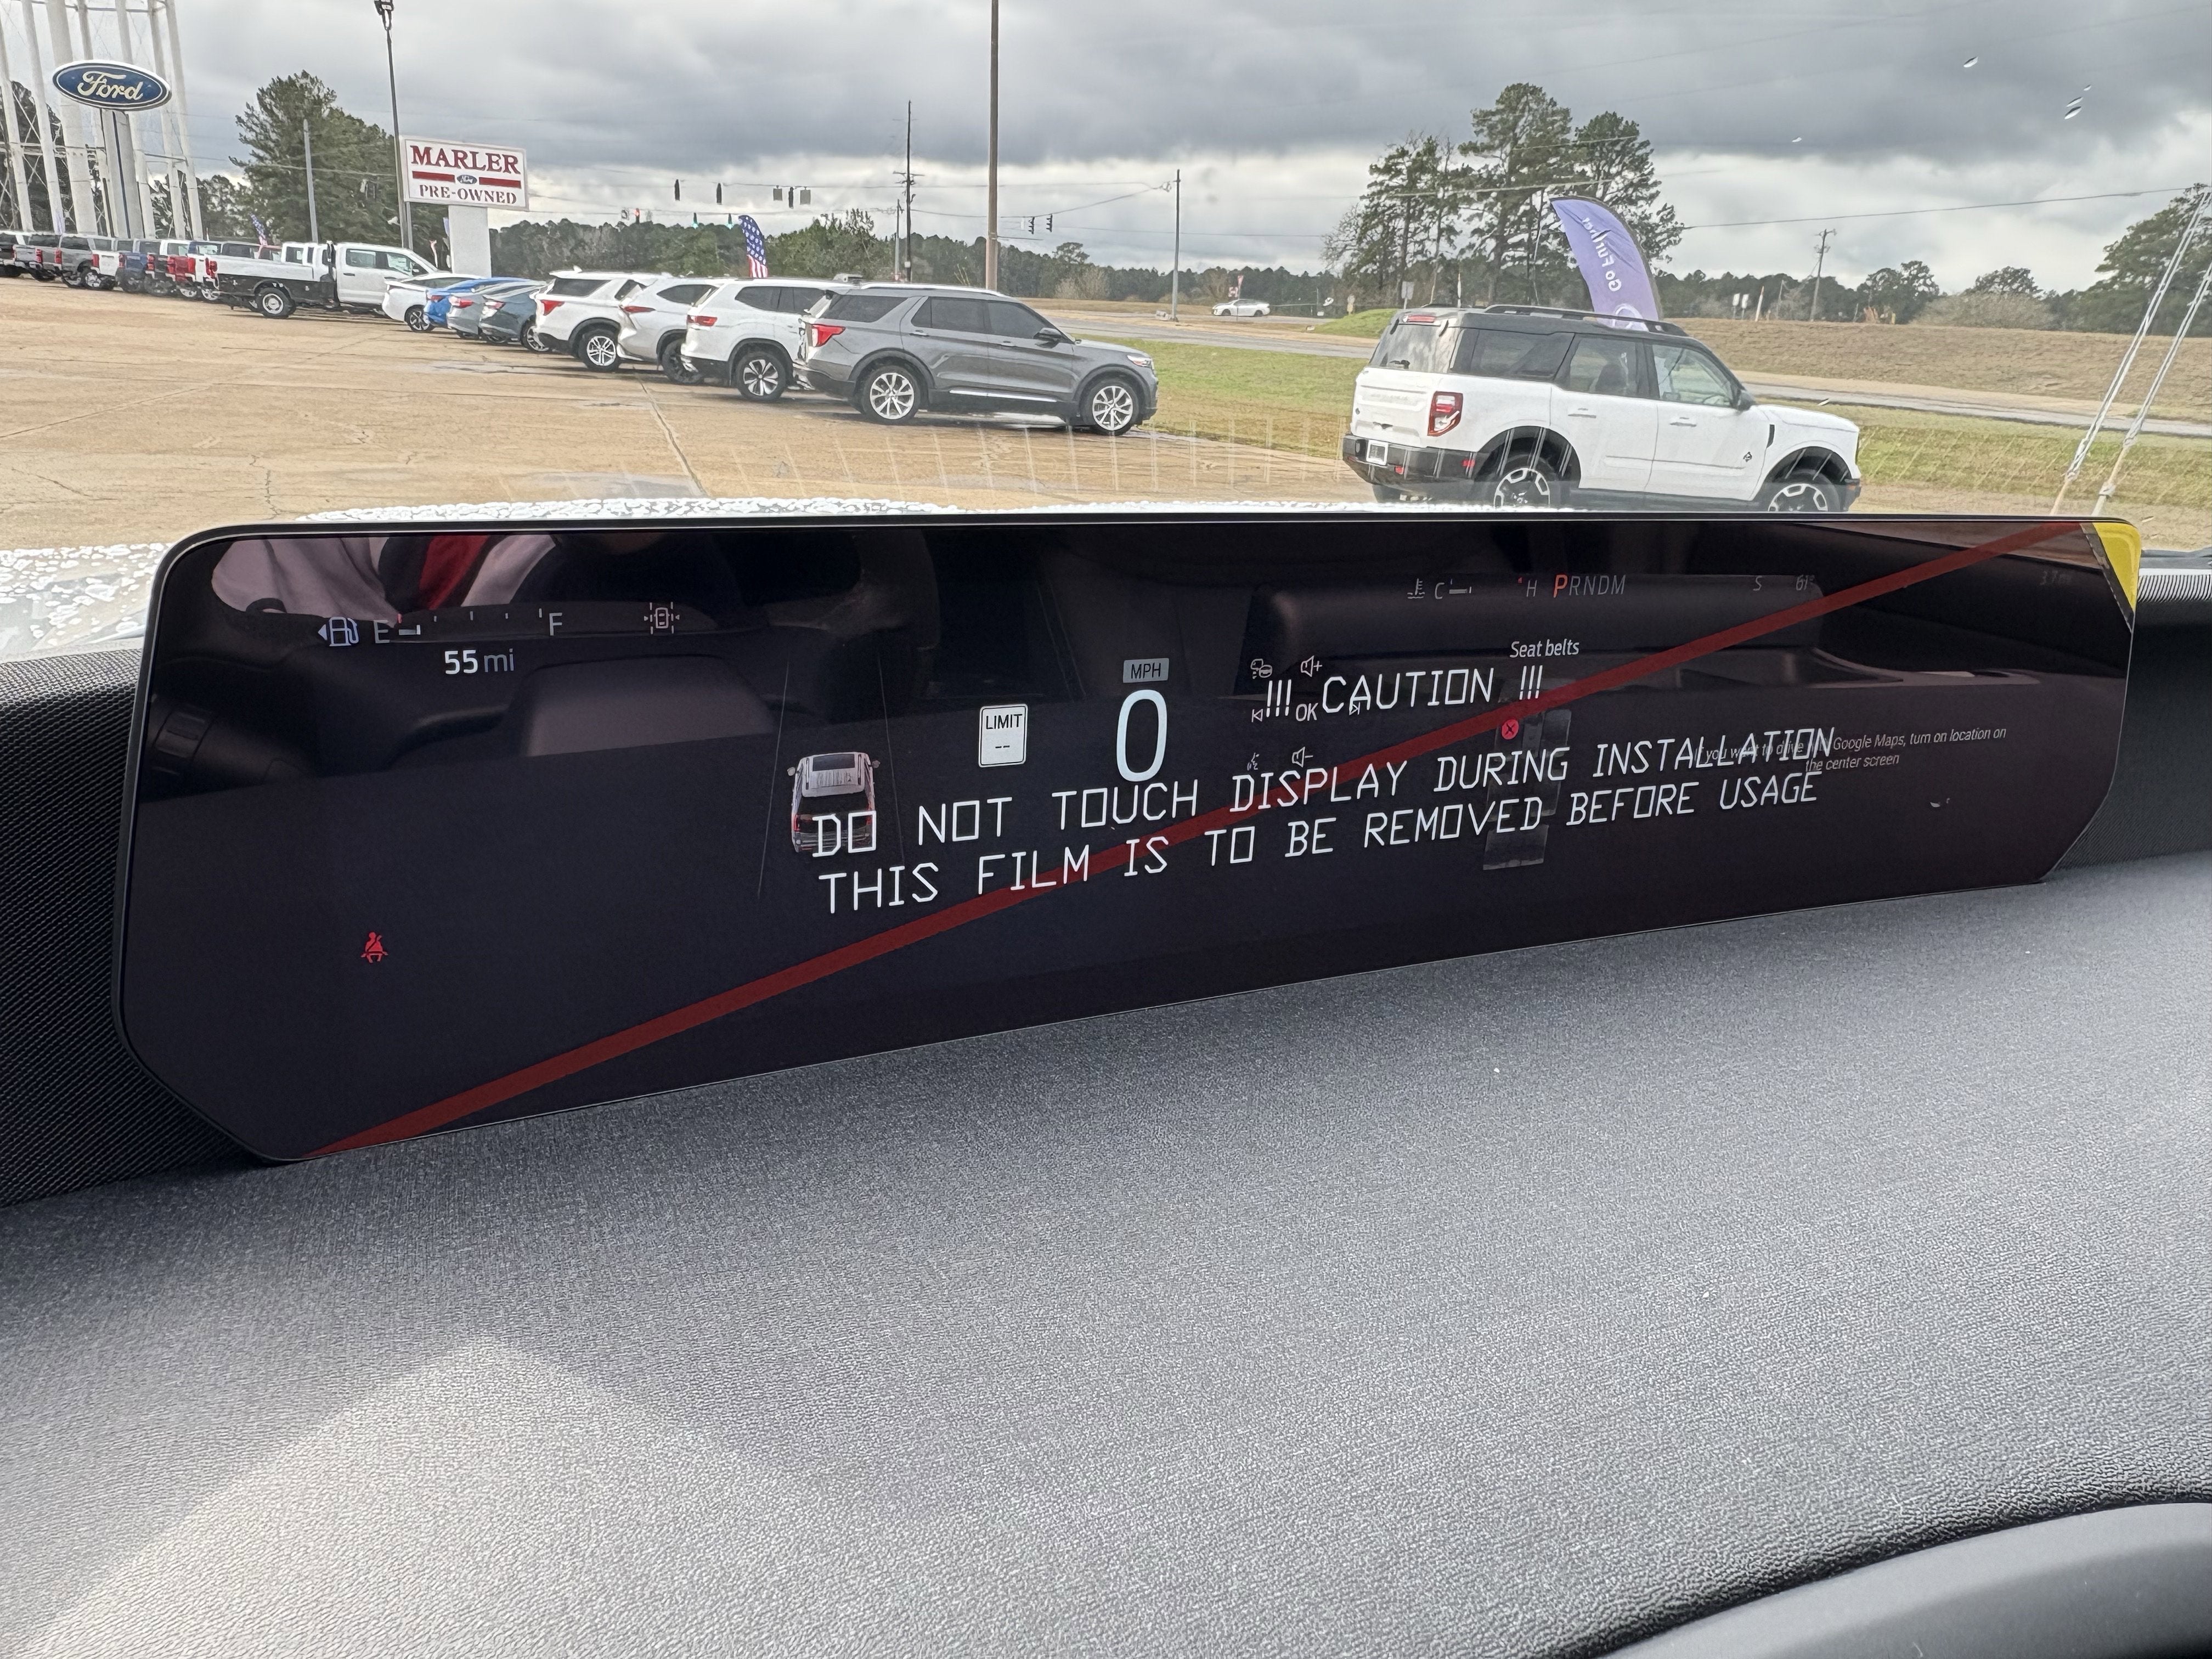 Ford
MARLER
Ford
PRE-OWNED
Go Further
E F
55 mi
C H PRNDM S 61°
MPH
0
LIMIT
--
OK
Seat belts
!!! CAUTION !!!
If you want to drive with Google Maps, turn on location on
the center screen
DO NOT TOUCH DISPLAY DURING INSTALLATION
THIS FILM IS TO BE REMOVED BEFORE USAGE